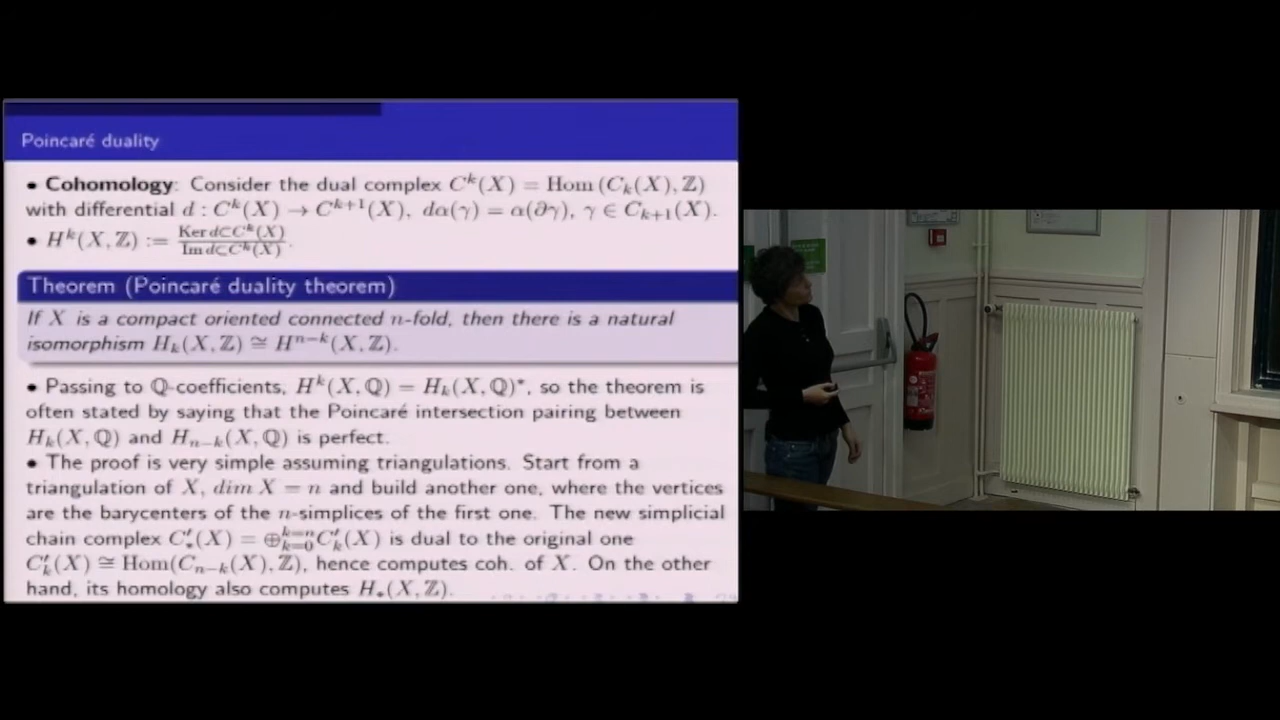 Poincaré duality
• Cohomology: Consider the dual complex C^k(X) = Hom (C_k(X), ℤ)
with differential d : C^k(X) → C^{k+1}(X), dα(γ) = α(∂γ), γ ∈ C_{k+1}(X).
• H^k(X, ℤ) := \frac{Ker d⊂C^k(X)}{Im d⊂C^k(X)}.
Theorem (Poincaré duality theorem)
If X is a compact oriented connected n-fold, then there is a natural
isomorphism H_k(X, ℤ) ≅ H^{n−k}(X, ℤ).
• Passing to ℚ-coefficients, H^k(X, ℚ) = H_k(X, ℚ)*, so the theorem is
often stated by saying that the Poincaré intersection pairing between
H_k(X, ℚ) and H_{n−k}(X, ℚ) is perfect.
• The proof is very simple assuming triangulations. Start from a
triangulation of X, dim X = n and build another one, where the vertices
are the barycenters of the n-simplices of the first one. The new simplicial
chain complex C'_*(X) = ⊕_{k=0}^{k=n} C'_k(X) is dual to the original one
C'_k(X) ≅ Hom(C_{n−k}(X), ℤ), hence computes coh. of X. On the other
hand, its homology also computes H_*(X, ℤ).